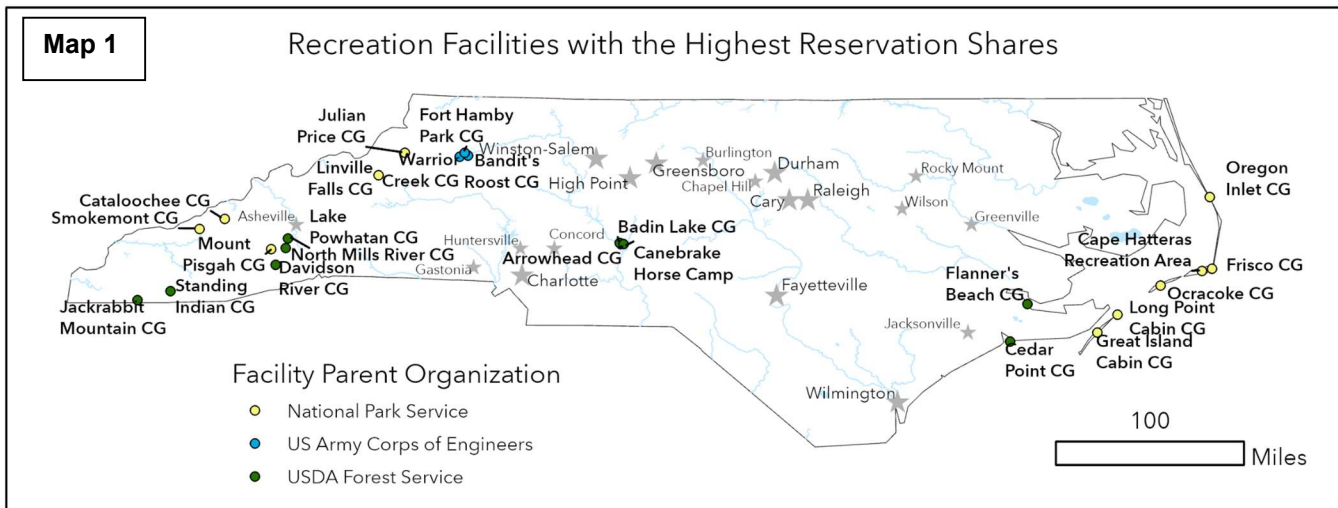 Map 1
Recreation Facilities with the Highest Reservation Shares
Julian
Price CG
Fort Hamby
Park CG
Winston-Salem
Linville
Falls CG
Warrior
Creek CG
Bandit's
Roost CG
High Point
Greensboro
Burlington
Chapel Hill
Durham
Cary
Raleigh
Rocky Mount
Wilson
Greenville
Oregon
Inlet CG
Cataloochee CG
Smokemont CG
Asheville
Lake
Powhatan CG
Mount
Pisgah CG
North Mills River CG
Davidson
River CG
Standing
Indian CG
Jackrabbit
Mountain CG
Huntersville
Concord
Gastonia
Charlotte
Badin Lake CG
Arrowhead CG
Canebrake
Horse Camp
Fayetteville
Cape Hatteras
Recreation Area
Frisco CG
Ocracoke CG
Flanner's
Beach CG
Long Point
Cabin CG
Great Island
Cabin CG
Jacksonville
Cedar
Point CG
Wilmington
Facility Parent Organization
National Park Service
US Army Corps of Engineers
USDA Forest Service
100
Miles